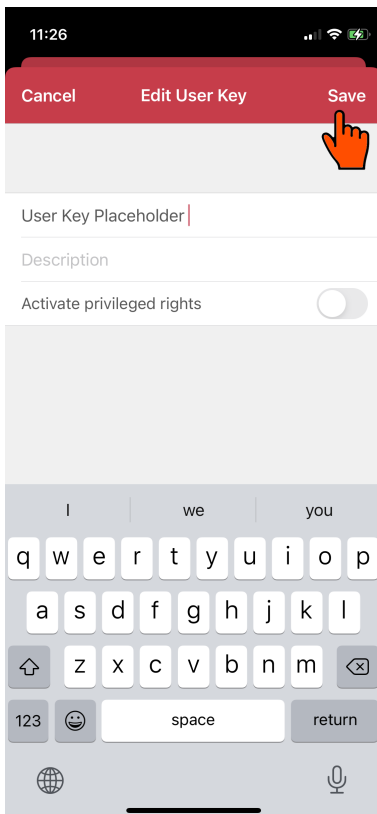 11:26
Cancel Edit User Key Save
User Key Placeholder
Description
Activate privileged rights
I we you
q w e r t y u i o p
a s d f g h j k l
z x c v b n m
123 space return